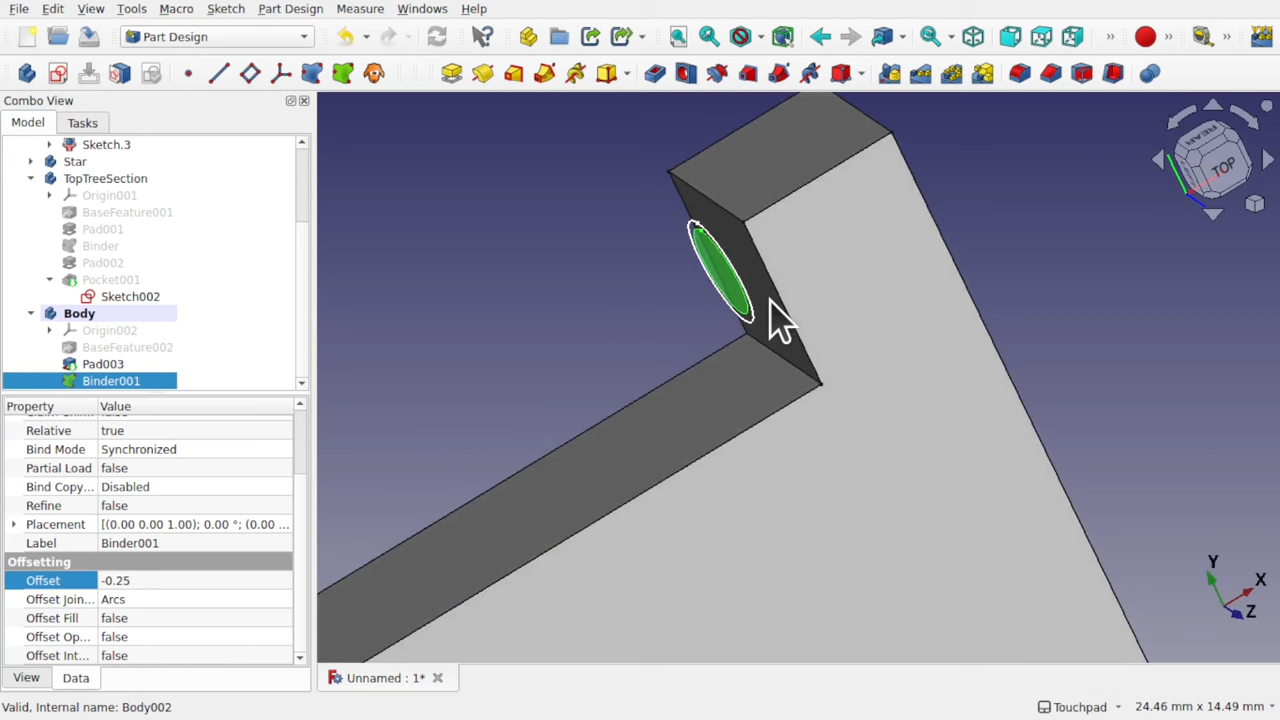 File Edit View Tools Macro Sketch Part Design Measure Windows Help
Part Design
Combo View
Model Tasks
Sketch.3
Star
TopTreeSection
Origin001
BaseFeature001
Pad001
Binder
Pad002
Pocket001
Sketch002
Body
Origin002
BaseFeature002
Pad003
Binder001
Property Value
Relative true
Bind Mode Synchronized
Partial Load false
Bind Copy... Disabled
Refine false
Placement [(0.00 0.00 1.00); 0.00 °; (0.00 ...
Label Binder001
Offsetting
Offset -0.25
Offset Join... Arcs
Offset Fill false
Offset Op... false
Offset Int... false
View Data
REAR
TOP
Y
X
Z
Unnamed : 1*
Valid, Internal name: Body002
Touchpad 24.46 mm x 14.49 mm